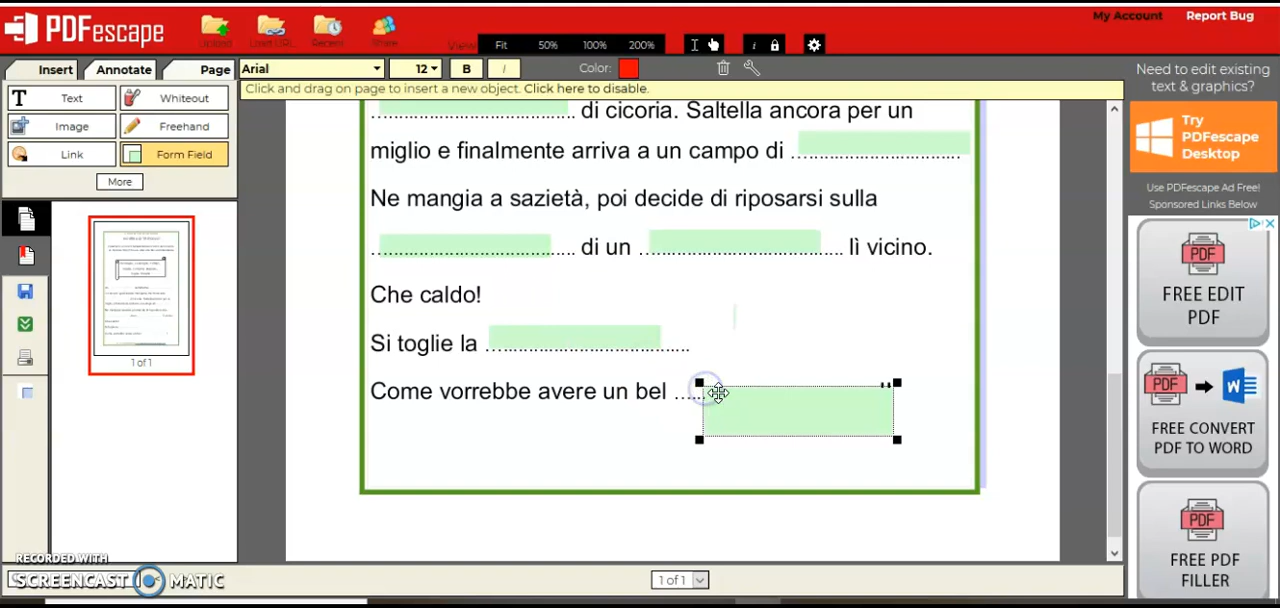 PDFescape
Upload
Load URL
Recent
Share
View
Fit
50%
100%
200%
My Account
Report Bug
Insert
Annotate
Page
Arial
12
B
i
Color:
Click and drag on page to insert a new object. Click here to disable.
Text
Whiteout
Image
Freehand
Link
Form Field
More
1 of 1
................................. di cicoria. Saltella ancora per un
miglio e finalmente arriva a un campo di .............................
Ne mangia a sazietà, poi decide di riposarsi sulla
.................................. di un .................................. lì vicino.
Che caldo!
Si toglie la ..................................
Come vorrebbe avere un bel ......
1 of 1
RECORDED WITH
SCREENCAST MATIC
Need to edit existing
text & graphics?
Try
PDFescape
Desktop
Use PDFescape Ad Free!
Sponsored Links Below
PDF
FREE EDIT
PDF
PDF
W
FREE CONVERT
PDF TO WORD
PDF
FREE PDF
FILLER